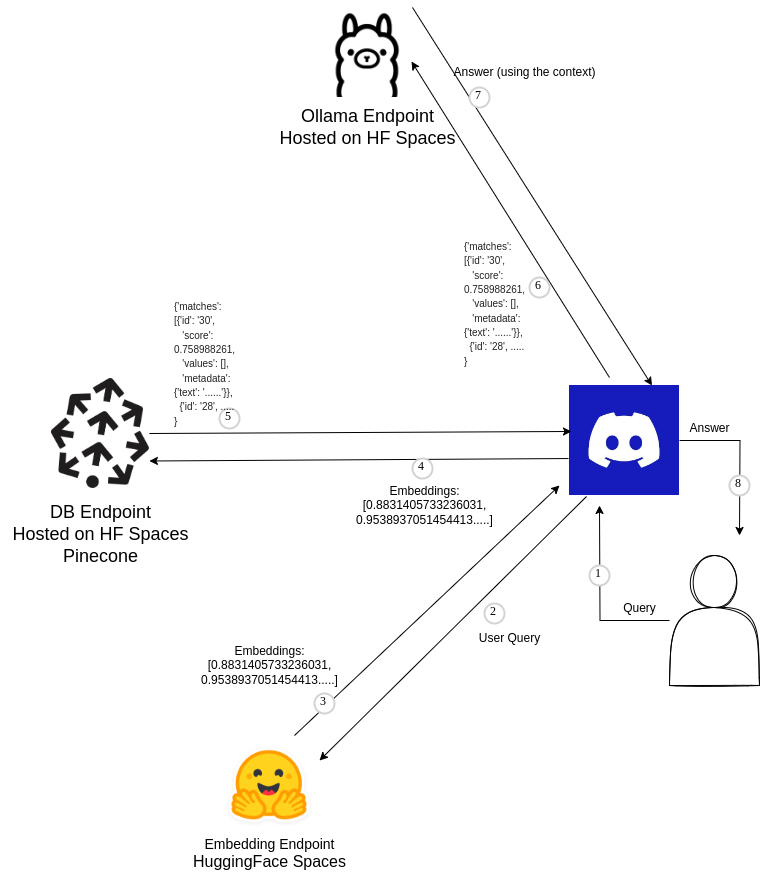 Answer (using the context)
7
Ollama Endpoint
Hosted on HF Spaces
{'matches':
[{'id': '30',
'score':
0.758988261,
'values': [],
'metadata':
{'text': '......'}},
{'id': '28', .....
}
6
{'matches':
[{'id': '30',
'score':
0.758988261,
'values': [],
'metadata':
{'text': '......'}},
{'id': '28', .....
}
5
Answer
4
8
Embeddings:
[0.8831405733236031,
0.9538937051454413.....]
DB Endpoint
Hosted on HF Spaces
Pinecone
1
Query
2
User Query
Embeddings:
[0.8831405733236031,
0.9538937051454413.....]
3
Embedding Endpoint
HuggingFace Spaces